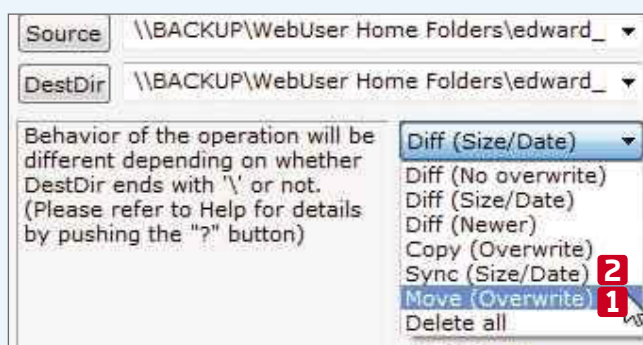 Source \\BACKUP\WebUser Home Folders\edward_
DestDir \\BACKUP\WebUser Home Folders\edward_
Behavior of the operation will be
different depending on whether
DestDir ends with '\' or not.
(Please refer to Help for details
by pushing the "?" button)
Diff (Size/Date)
Diff (No overwrite)
Diff (Size/Date)
Diff (Newer)
Copy (Overwrite)
Sync (Size/Date) 2
Move (Overwrite) 1
Delete all